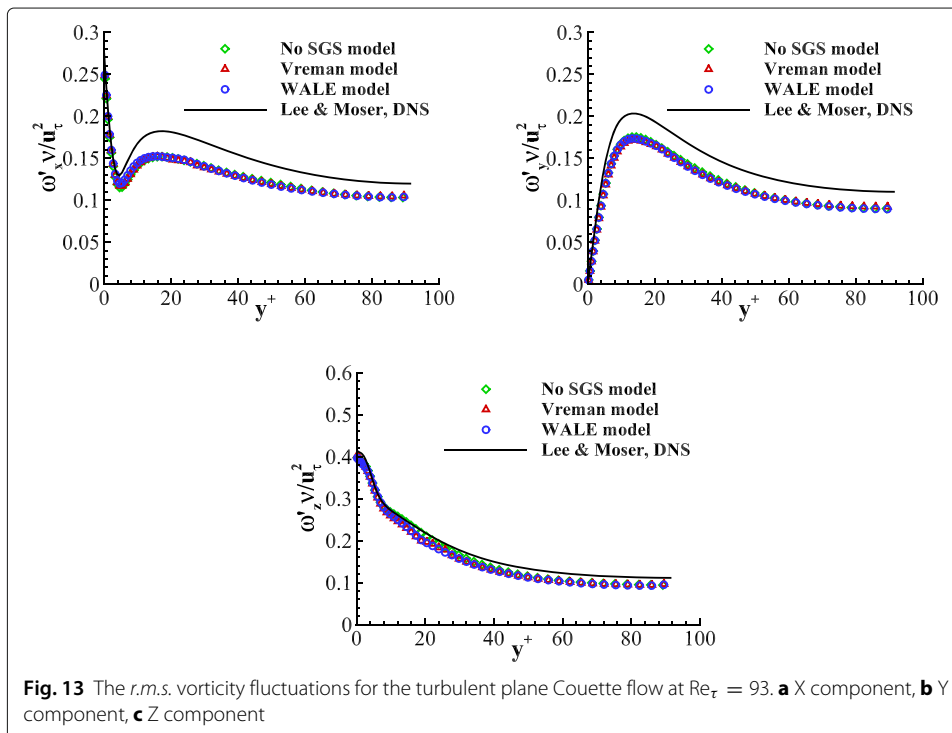 No SGS model
Vreman model
WALE model
Lee & Moser, DNS
0.3
0.25
0.2
0.15
0.1
0.05
0
0 20 40 60 80 100
ω'ₓν/u²τ
y⁺
No SGS model
Vreman model
WALE model
Lee & Moser, DNS
0.3
0.25
0.2
0.15
0.1
0.05
0
0 20 40 60 80 100
ω'yν/u²τ
y⁺
No SGS model
Vreman model
WALE model
Lee & Moser, DNS
0.6
0.5
0.4
0.3
0.2
0.1
0
0 20 40 60 80 100
ω'zν/u²τ
y⁺
Fig. 13 The r.m.s. vorticity fluctuations for the turbulent plane Couette flow at Reτ = 93. a X component, b Y
component, c Z component